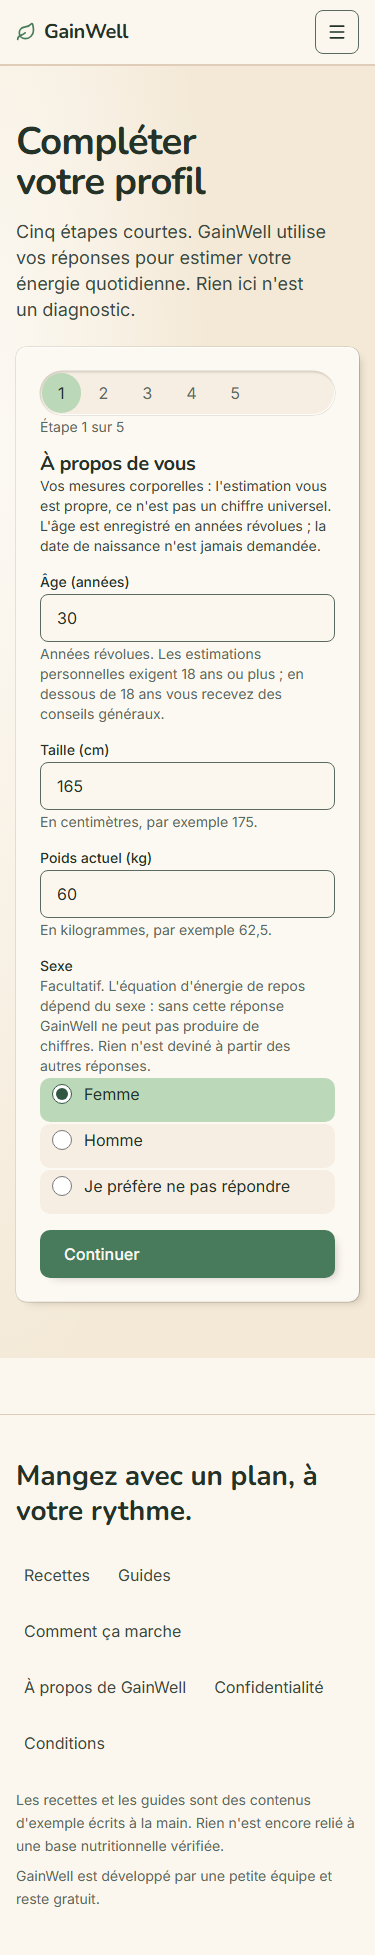 GainWell
Compléter
votre profil
Cinq étapes courtes. GainWell utilise
vos réponses pour estimer votre
énergie quotidienne. Rien ici n'est
un diagnostic.
1 2 3 4 5
Étape 1 sur 5
À propos de vous
Vos mesures corporelles : l'estimation vous
est propre, ce n'est pas un chiffre universel.
L'âge est enregistré en années révolues ; la
date de naissance n'est jamais demandée.
Âge (années)
30
Années révolues. Les estimations
personnelles exigent 18 ans ou plus ; en
dessous de 18 ans vous recevez des
conseils généraux.
Taille (cm)
165
En centimètres, par exemple 175.
Poids actuel (kg)
60
En kilogrammes, par exemple 62,5.
Sexe
Facultatif. L'équation d'énergie de repos
dépend du sexe : sans cette réponse
GainWell ne peut pas produire de
chiffres. Rien n'est deviné à partir des
autres réponses.
Femme
Homme
Je préfère ne pas répondre
Continuer
Mangez avec un plan, à
votre rythme.
Recettes Guides
Comment ça marche
À propos de GainWell Confidentialité
Conditions
Les recettes et les guides sont des contenus
d'exemple écrits à la main. Rien n'est encore relié à
une base nutritionnelle vérifiée.
GainWell est développé par une petite équipe et
reste gratuit.